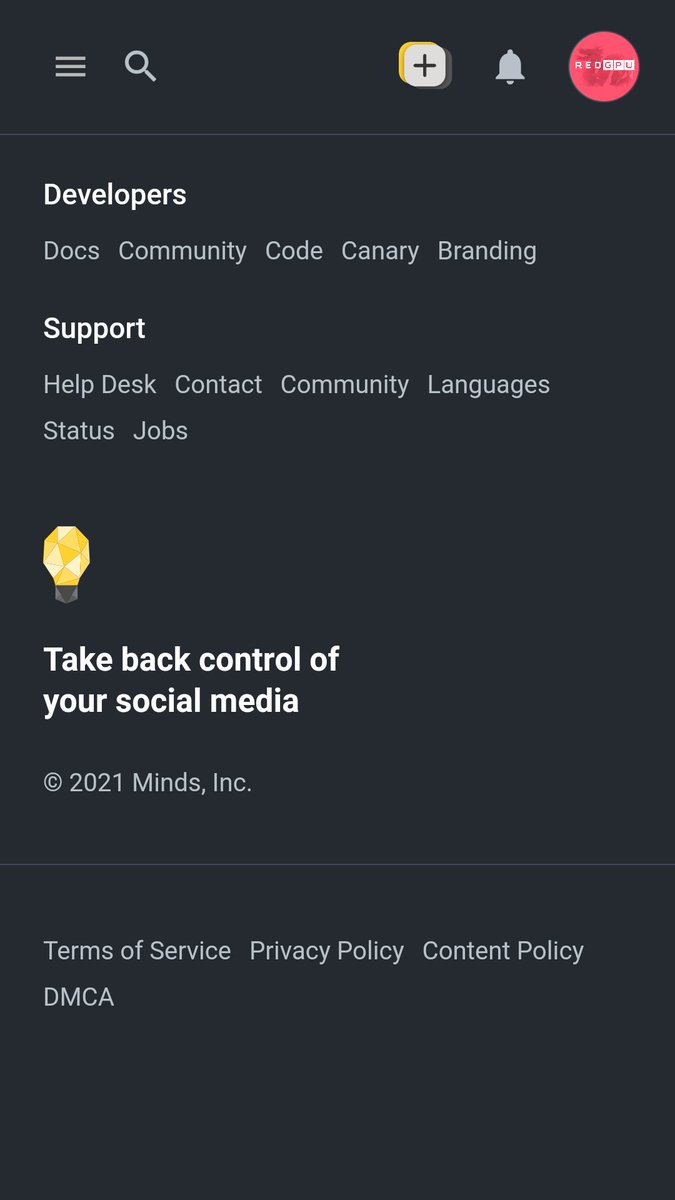 REDGPU
Developers
Docs Community Code Canary Branding
Support
Help Desk Contact Community Languages
Status Jobs
Take back control of
your social media
© 2021 Minds, Inc.
Terms of Service Privacy Policy Content Policy
DMCA